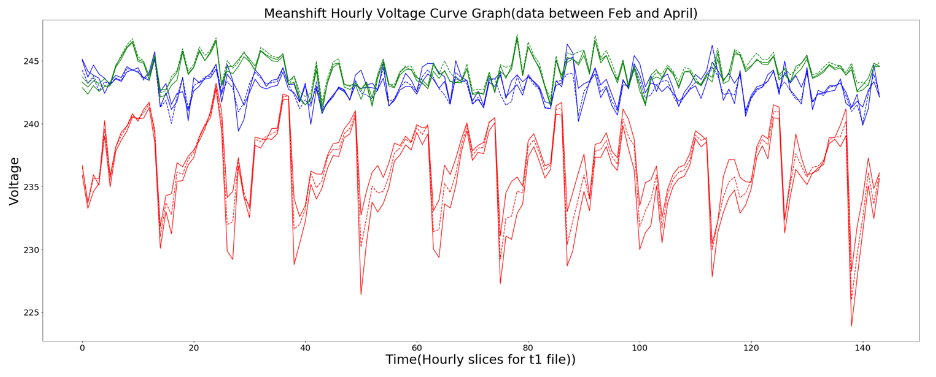 Meanshift Hourly Voltage Curve Graph(data between Feb and April)
Voltage
245
240
235
230
225
0 20 40 60 80 100 120 140
Time(Hourly slices for t1 file))